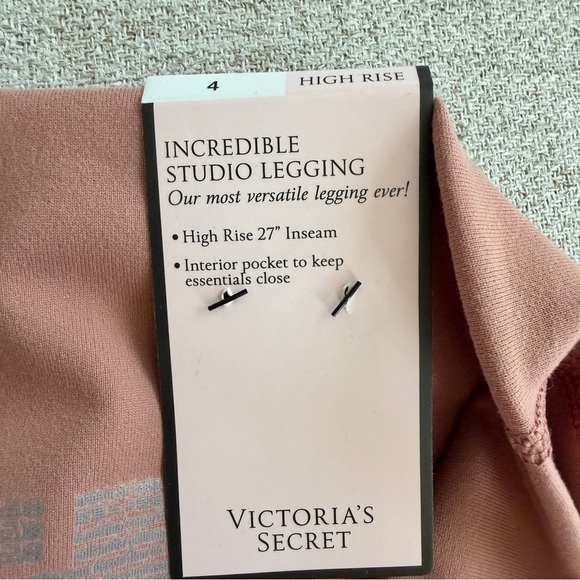 4 HIGH RISE
INCREDIBLE
STUDIO LEGGING
Our most versatile legging ever!
• High Rise 27" Inseam
• Interior pocket to keep
essentials close
VICTORIA'S
SECRET